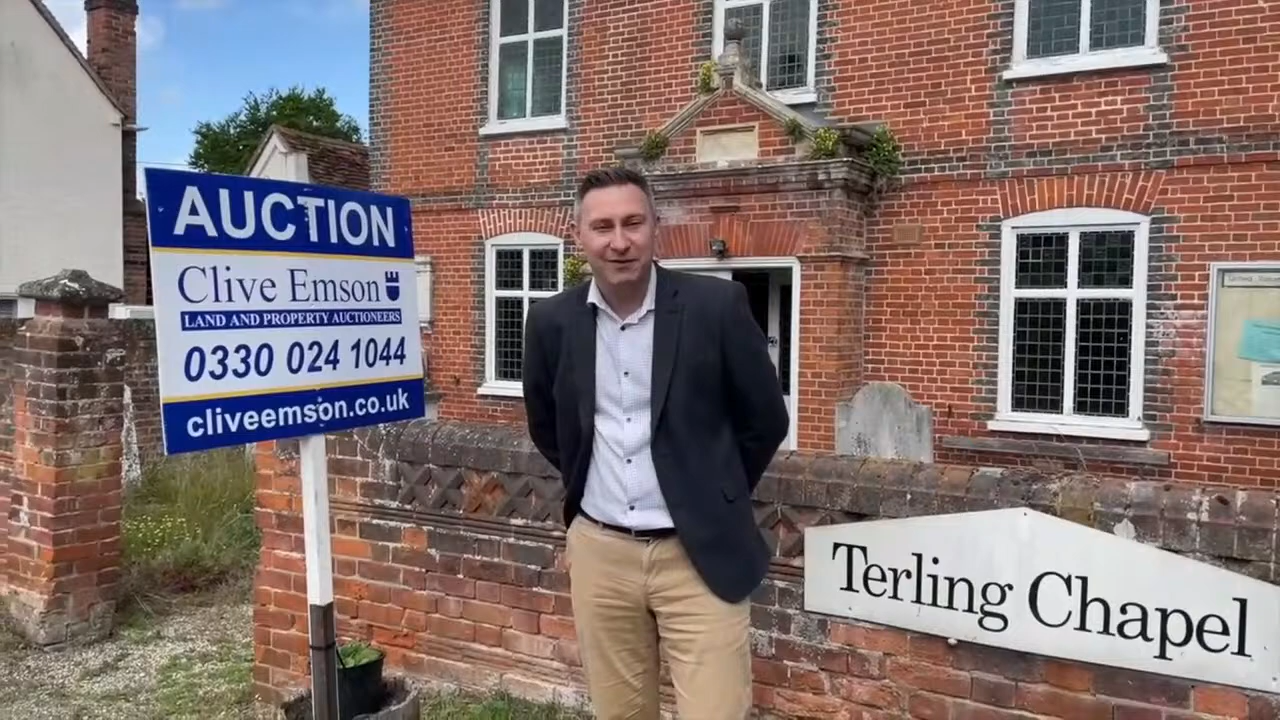 AUCTION
Clive Emson
LAND AND PROPERTY AUCTIONEERS
0330 024 1044
cliveemson.co.uk
Terling Chapel